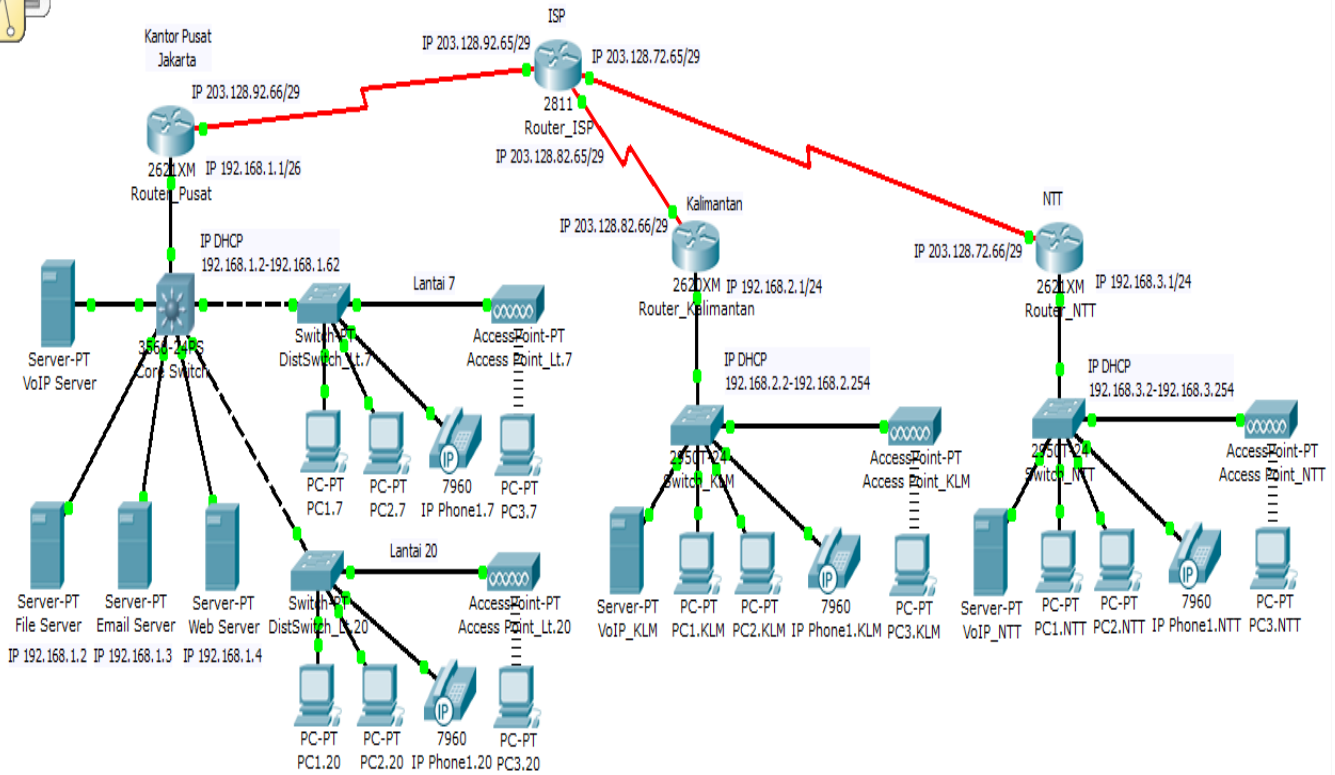 ISP
Kantor Pusat
Jakarta
IP 203.128.92.65/29
IP 203.128.72.65/29
IP 203.128.92.66/29
2811
Router_ISP
IP 203.128.82.65/29
2621XM
Router_Pusat
IP 192.168.1.1/26
Kalimantan
NTT
IP 203.128.82.66/29
IP 203.128.72.66/29
2620XM
Router_Kalimantan
IP 192.168.2.1/24
2621XM
Router_NTT
IP 192.168.3.1/24
IP DHCP
192.168.1.2-192.168.1.62
Lantai 7
Server-PT
VoIP Server
3560-24PS
Core Switch
Switch-PT
DistSwitch_Lt.7
AccessPoint-PT
Access Point_Lt.7
IP DHCP
192.168.2.2-192.168.2.254
IP DHCP
192.168.3.2-192.168.3.254
2950T-24
Switch_KLM
AccessPoint-PT
Access Point_KLM
2950T-24
Switch_NTT
AccessPoint-PT
Access Point_NTT
PC-PT
PC1.7
PC-PT
PC2.7
IP
7960
IP Phone1.7
PC-PT
PC3.7
Lantai 20
Server-PT
File Server
IP 192.168.1.2
Server-PT
Email Server
IP 192.168.1.3
Server-PT
Web Server
IP 192.168.1.4
Switch-PT
DistSwitch_Lt.20
AccessPoint-PT
Access Point_Lt.20
Server-PT
VoIP_KLM
PC-PT
PC1.KLM
PC-PT
PC2.KLM
IP
7960
IP Phone1.KLM
PC-PT
PC3.KLM
Server-PT
VoIP_NTT
PC-PT
PC1.NTT
PC-PT
PC2.NTT
IP
7960
IP Phone1.NTT
PC-PT
PC3.NTT
PC-PT
PC1.20
PC-PT
PC2.20
IP
7960
IP Phone1.20
PC-PT
PC3.20